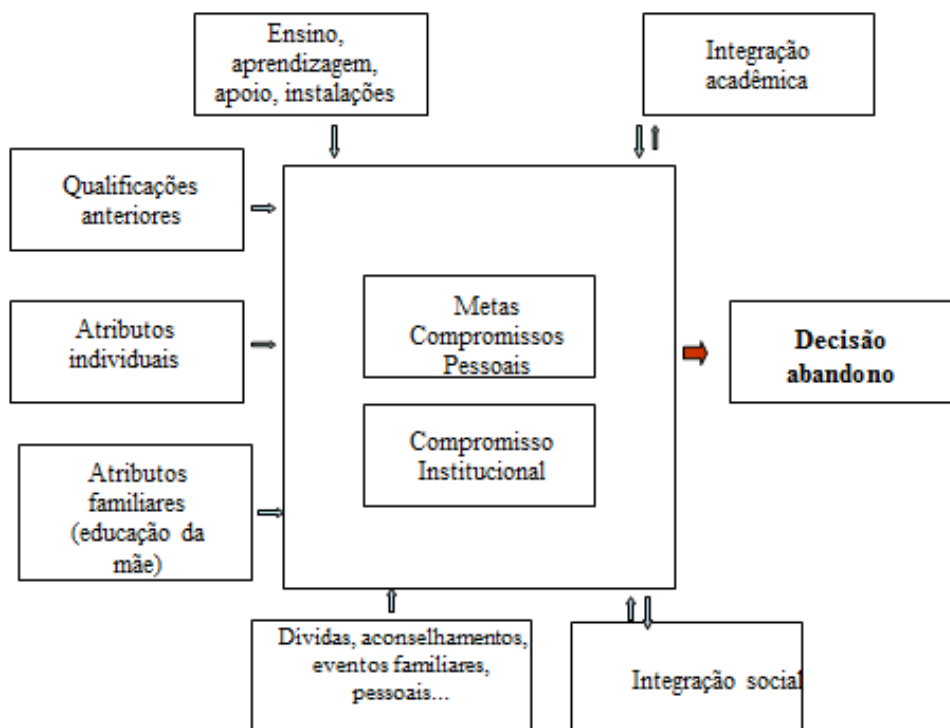 Ensino,
aprendizagem,
apoio, instalações
Integração
acadêmica
Qualificações
anteriores
Atributos
individuais
Atributos
familiares
(educação da
mãe)
Metas
Compromissos
Pessoais
Compromisso
Institucional
Decisão
abandono
Dividas, aconselhamentos,
eventos familiares,
pessoais...
Integração social